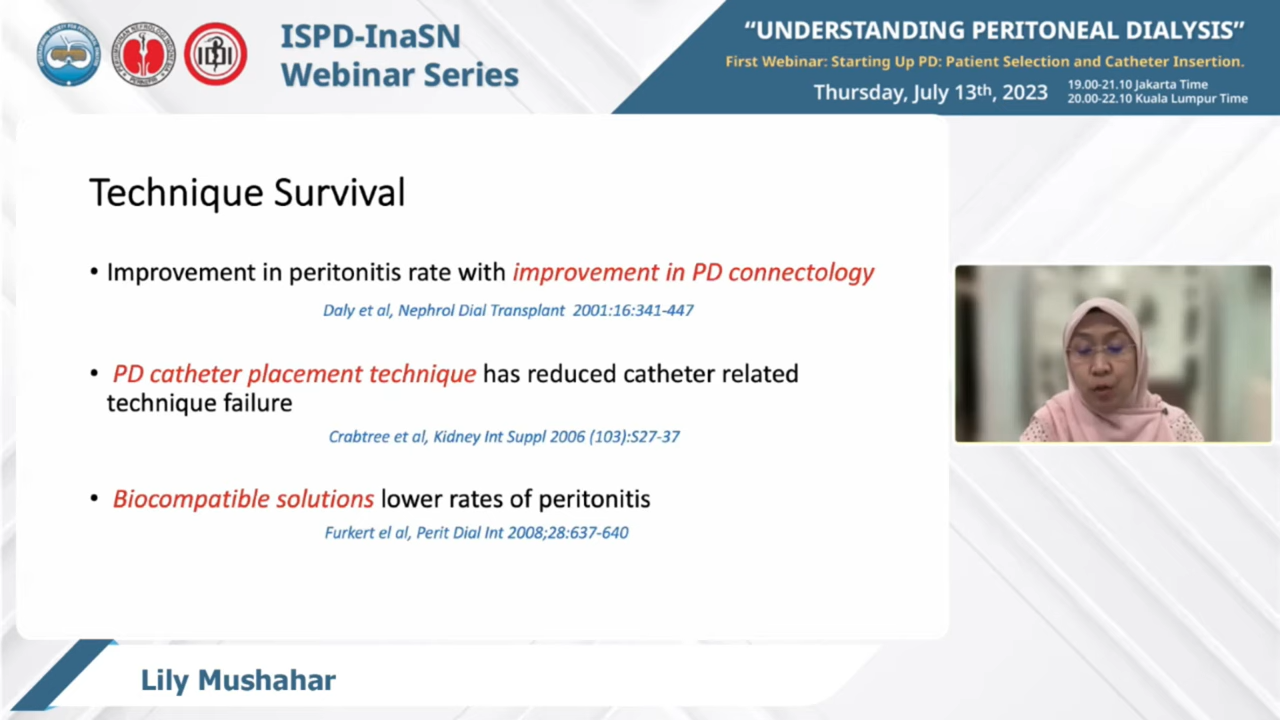 ISPD-InaSN
Webinar Series
“UNDERSTANDING PERITONEAL DIALYSIS”
First Webinar: Starting Up PD: Patient Selection and Catheter Insertion.
Thursday, July 13th, 2023
19.00-21.10 Jakarta Time
20.00-22.10 Kuala Lumpur Time
Technique Survival
• Improvement in peritonitis rate with improvement in PD connectology
Daly et al, Nephrol Dial Transplant 2001:16:341-447
• PD catheter placement technique has reduced catheter related
technique failure
Crabtree et al, Kidney Int Suppl 2006 (103):S27-37
• Biocompatible solutions lower rates of peritonitis
Furkert el al, Perit Dial Int 2008;28:637-640
Lily Mushahar